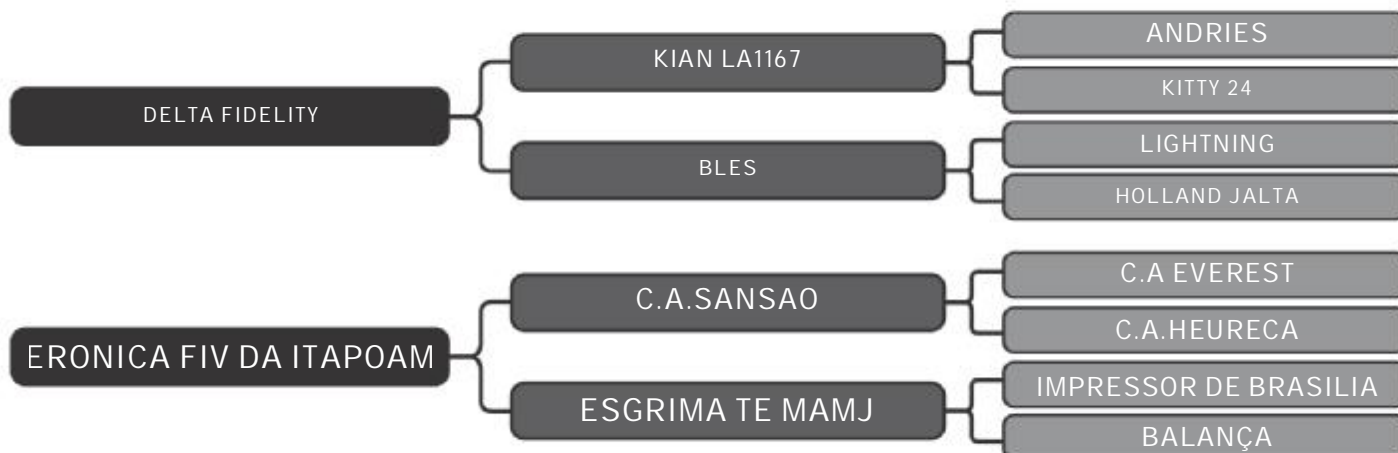 DELTA FIDELITY
KIAN LA1167
ANDRIES
KITTY 24
BLES
LIGHTNING
HOLLAND JALTA
ERONICA FIV DA ITAPOAM
C.A.SANSAO
C.A EVEREST
C.A.HEURECA
ESGRIMA TE MAMJ
IMPRESSOR DE BRASILIA
BALANÇA